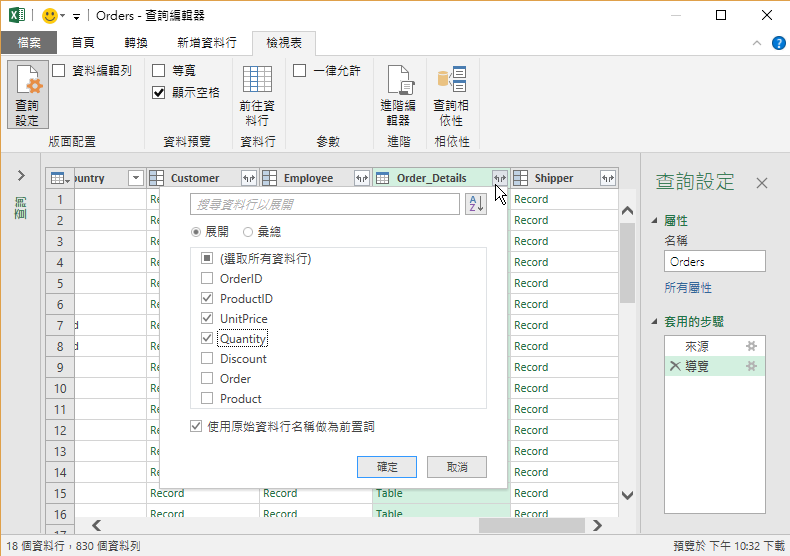 Orders - 查詢編輯器
檔案 首頁 轉換 新增資料行 檢視表
查詢設定
資料編輯列
版面配置
等寬
顯示空格
資料預覽
前往資料行
資料行
一律允許
參數
進階編輯器
進階
查詢相依性
相依性
ountry Customer Employee Order_Details Shipper
搜尋資料行以展開
展開 彙總
(選取所有資料行)
OrderID
ProductID
UnitPrice
Quantity
Discount
Order
Product
使用原始資料行名稱做為前置詞
確定 取消
1 Re Record
2 Re Record
3 Re Record
4 Re Record
5 Re Record
6 Re Record
7 d Re Record
8 d Re Record
9 Re Record
10 Re Record
11 Re Record
12 Re Record
13 Re Record
14 Re Record
15 Record Record Table Record
16 Record Record Table Record
17
查詢設定
屬性
名稱
Orders
所有屬性
套用的步驟
來源
導覽
18 個資料行，830 個資料列
預覽於 下午 10:32 下載